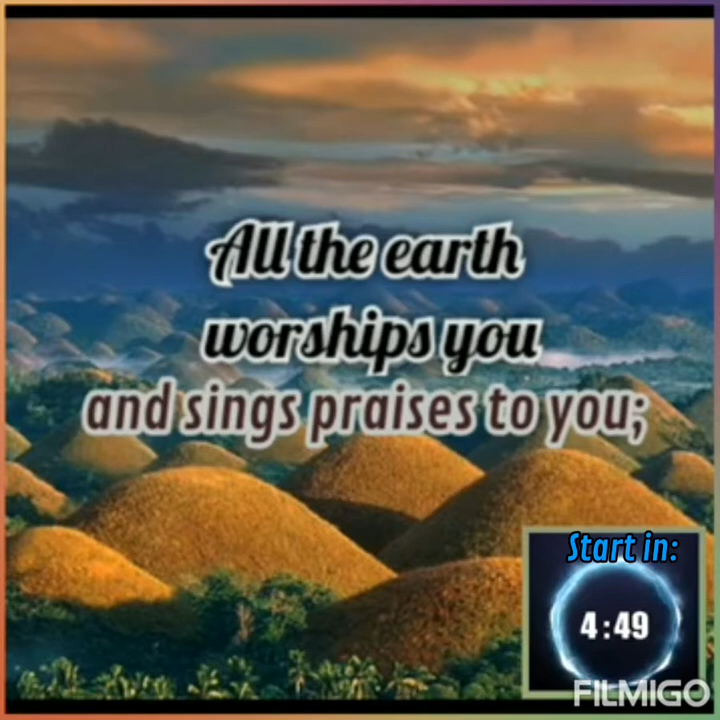 All the earth
worships you
and sings praises to you;
Start in:
4:49
FILMIGO